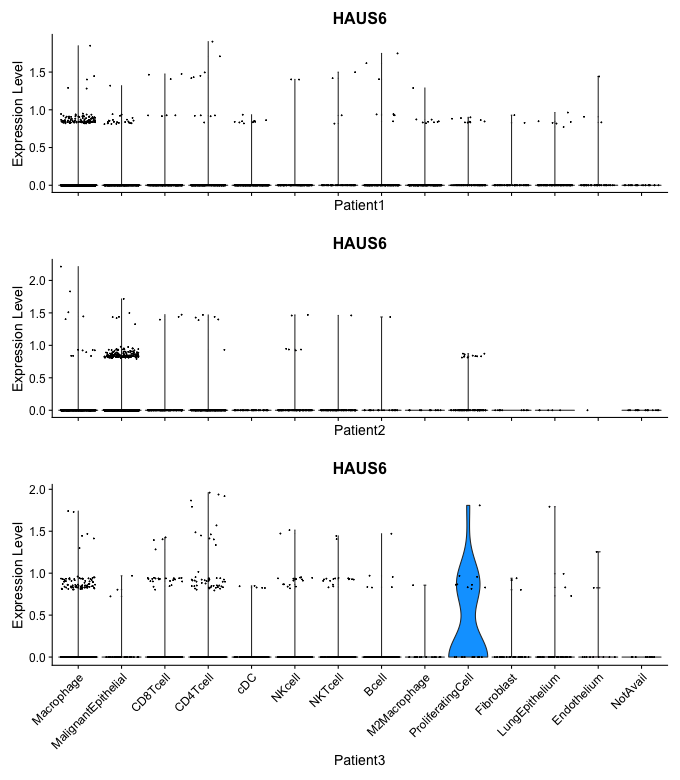 HAUS6
Expression Level
1.5
1.0
0.5
0.0
Patient1
HAUS6
Expression Level
2.0
1.5
1.0
0.5
0.0
Patient2
HAUS6
Expression Level
2.0
1.5
1.0
0.5
0.0
Macrophage
MalignantEpithelial
CD8Tcell
CD4Tcell
cDC
NKcell
NKTcell
Bcell
M2Macrophage
ProliferatingCell
Fibroblast
LungEpithelium
Endothelium
NotAvail
Patient3